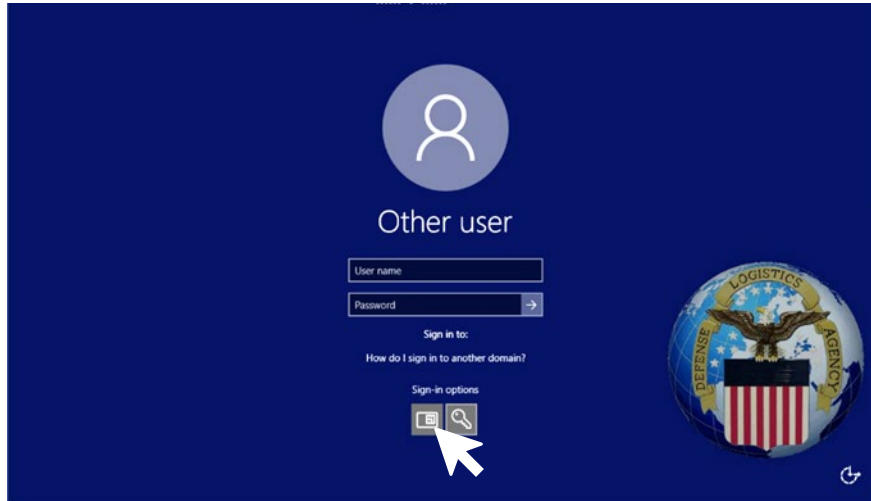 Other user
User name
Password
Sign in to:
How do I sign in to another domain?
Sign-in options
DEFENSE LOGISTICS AGENCY